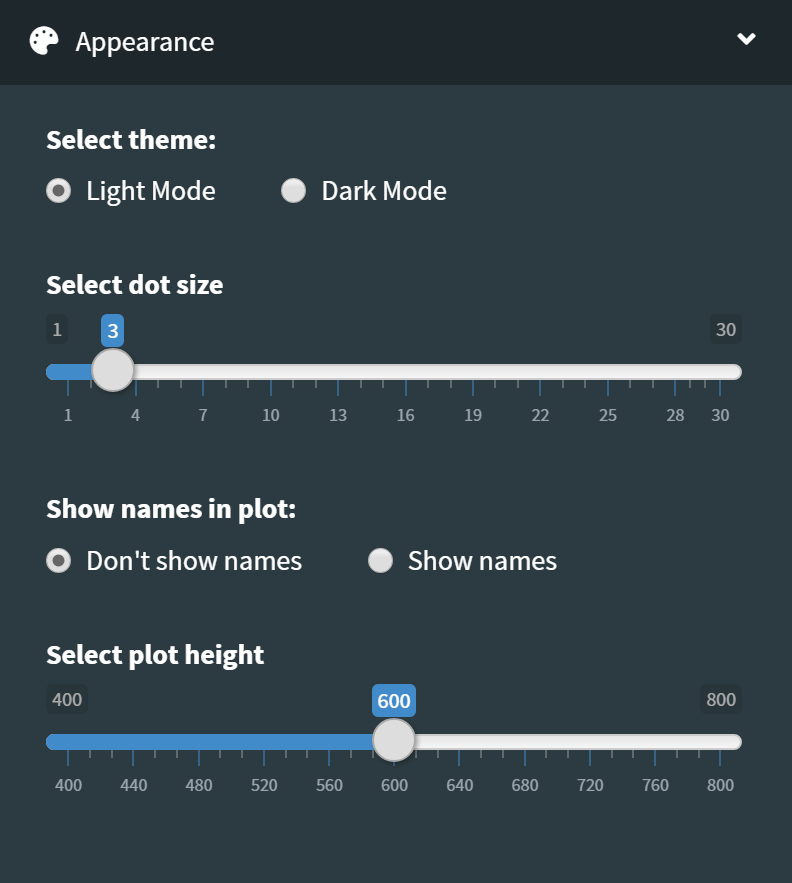 Appearance
Select theme:
Light Mode Dark Mode
Select dot size
1 3 30
1 4 7 10 13 16 19 22 25 28 30
Show names in plot:
Don't show names Show names
Select plot height
400 600 800
400 440 480 520 560 600 640 680 720 760 800